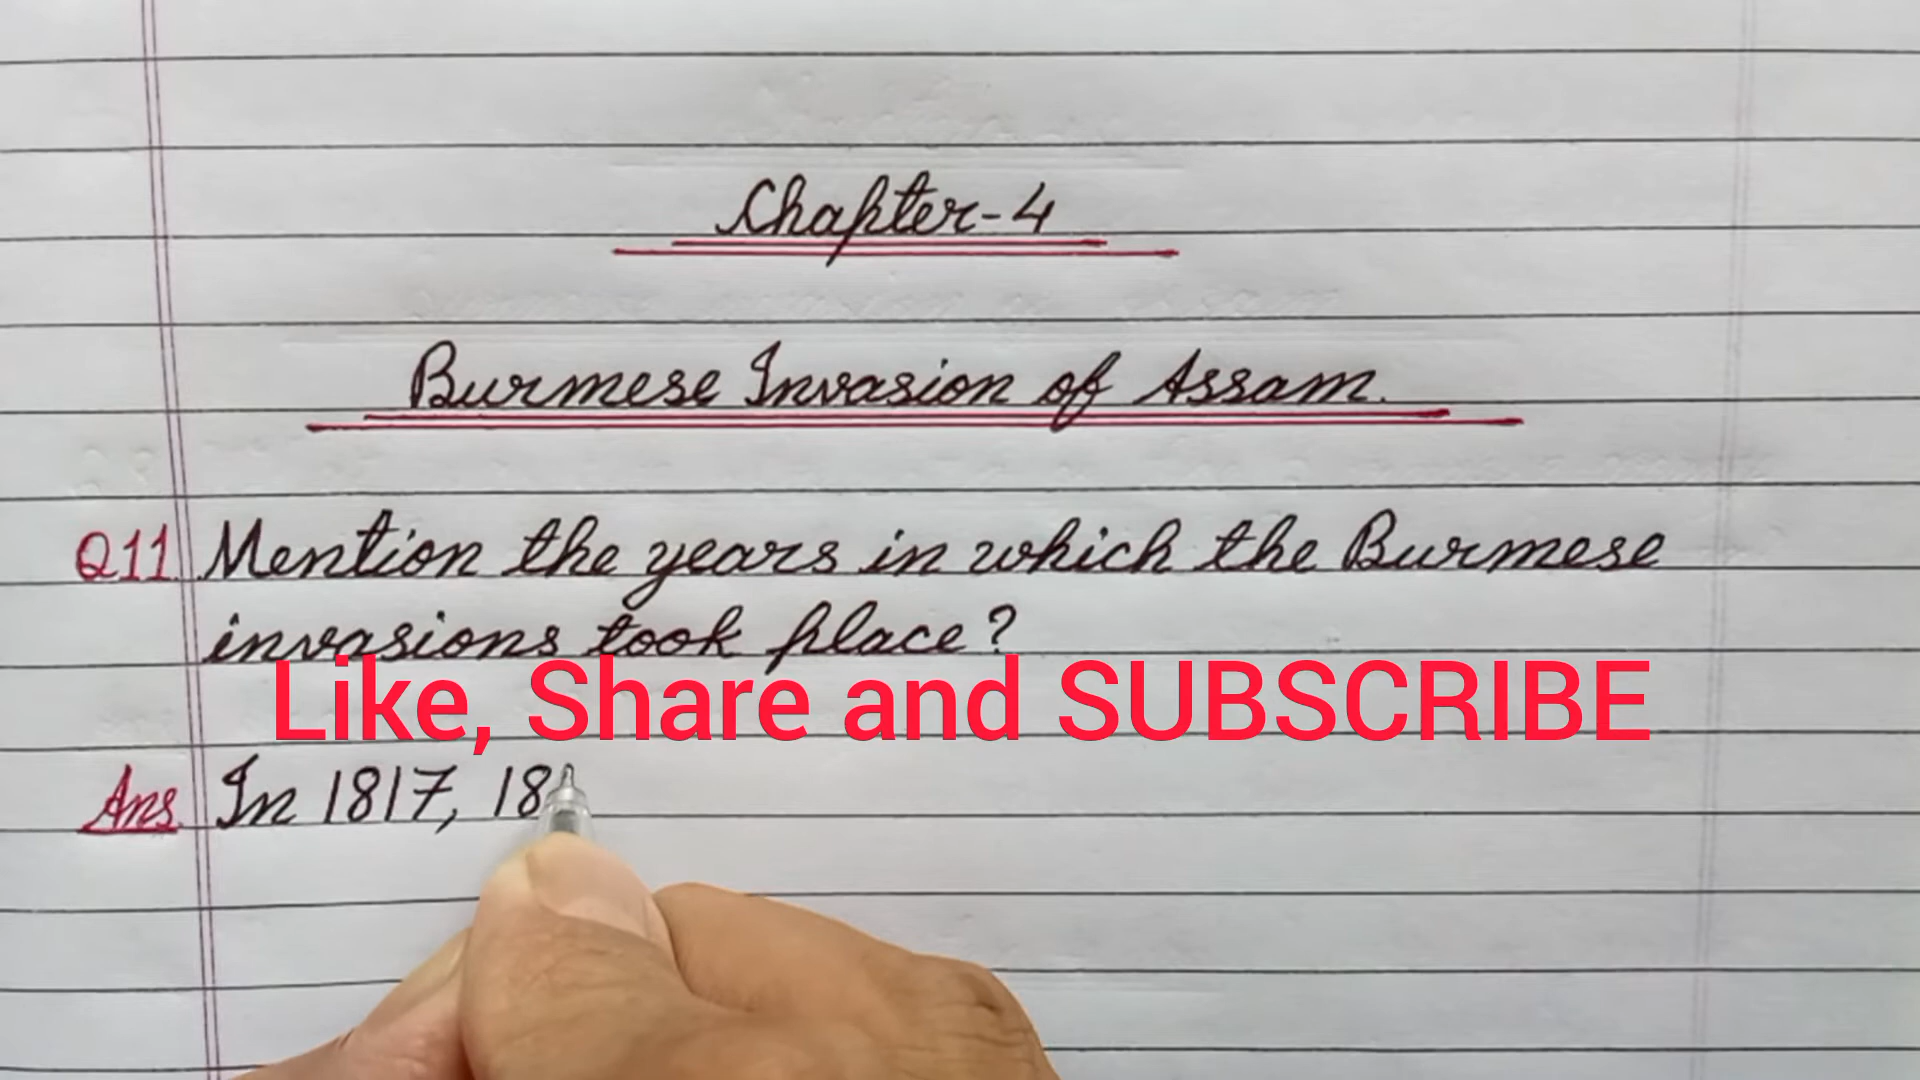 Chapter-4
Burmese Invasion of Assam.
Q11. Mention the years in which the Burmese
invasions took place?
Like, Share and SUBSCRIBE
Ans. In 1817, 18